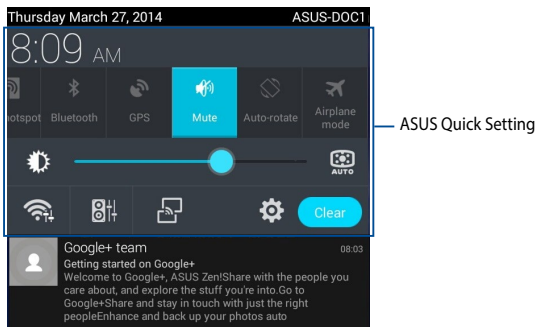 Thursday March 27, 2014 ASUS-DOC1
8:09 AM
otspot Bluetooth GPS Mute Auto-rotate Airplane mode
ASUS Quick Setting
AUTO
Clear
Google+ team 08:03
Getting started on Google+
Welcome to Google+, ASUS Zen!Share with the people you
care about, and explore the stuff you're into.Go to
Google+Share and stay in touch with just the right
peopleEnhance and back up your photos auto